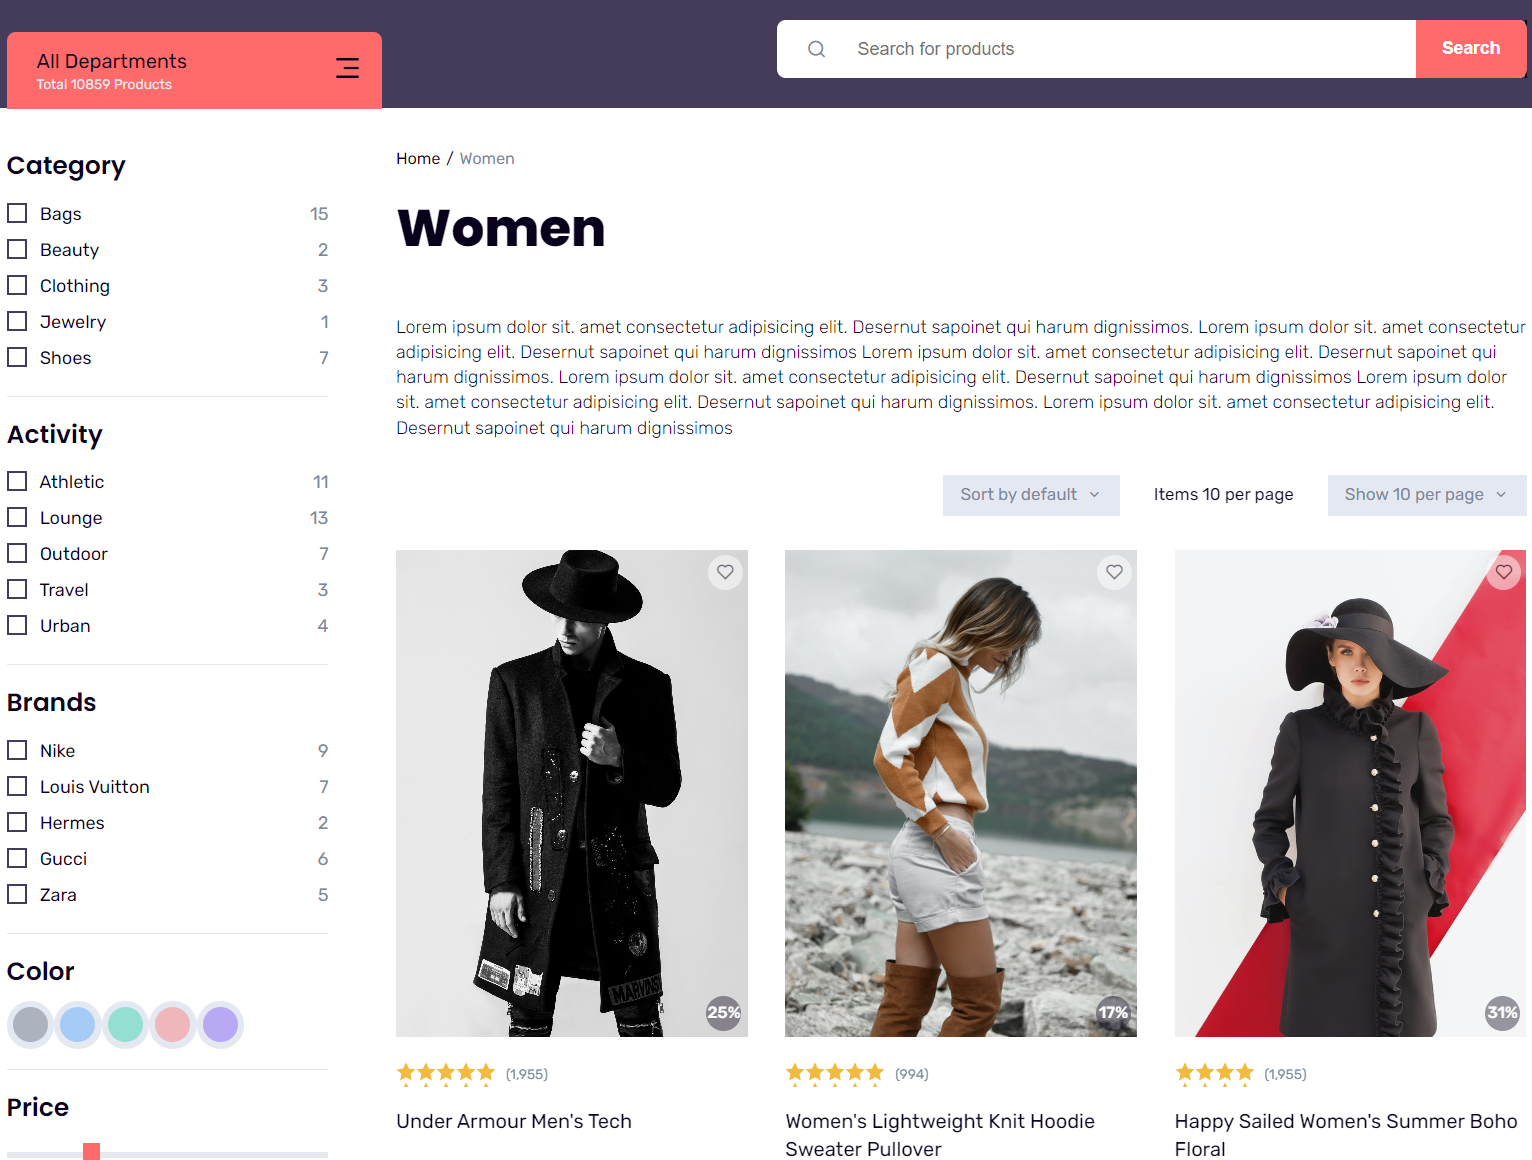 All Departments
Total 10859 Products
Search for products
Search
Category
Bags 15
Beauty 2
Clothing 3
Jewelry 1
Shoes 7
Activity
Athletic 11
Lounge 13
Outdoor 7
Travel 3
Urban 4
Brands
Nike 9
Louis Vuitton 7
Hermes 2
Gucci 6
Zara 5
Color
Price
Home / Women
Women
Lorem ipsum dolor sit. amet consectetur adipisicing elit. Desernut sapoinet qui harum dignissimos. Lorem ipsum dolor sit. amet consectetur
adipisicing elit. Desernut sapoinet qui harum dignissimos Lorem ipsum dolor sit. amet consectetur adipisicing elit. Desernut sapoinet qui
harum dignissimos. Lorem ipsum dolor sit. amet consectetur adipisicing elit. Desernut sapoinet qui harum dignissimos Lorem ipsum dolor
sit. amet consectetur adipisicing elit. Desernut sapoinet qui harum dignissimos. Lorem ipsum dolor sit. amet consectetur adipisicing elit.
Desernut sapoinet qui harum dignissimos
Sort by default
Items 10 per page
Show 10 per page
MARVINS
25%
(1,955)
Under Armour Men's Tech
17%
(994)
Women's Lightweight Knit Hoodie
Sweater Pullover
31%
(1,955)
Happy Sailed Women's Summer Boho
Floral